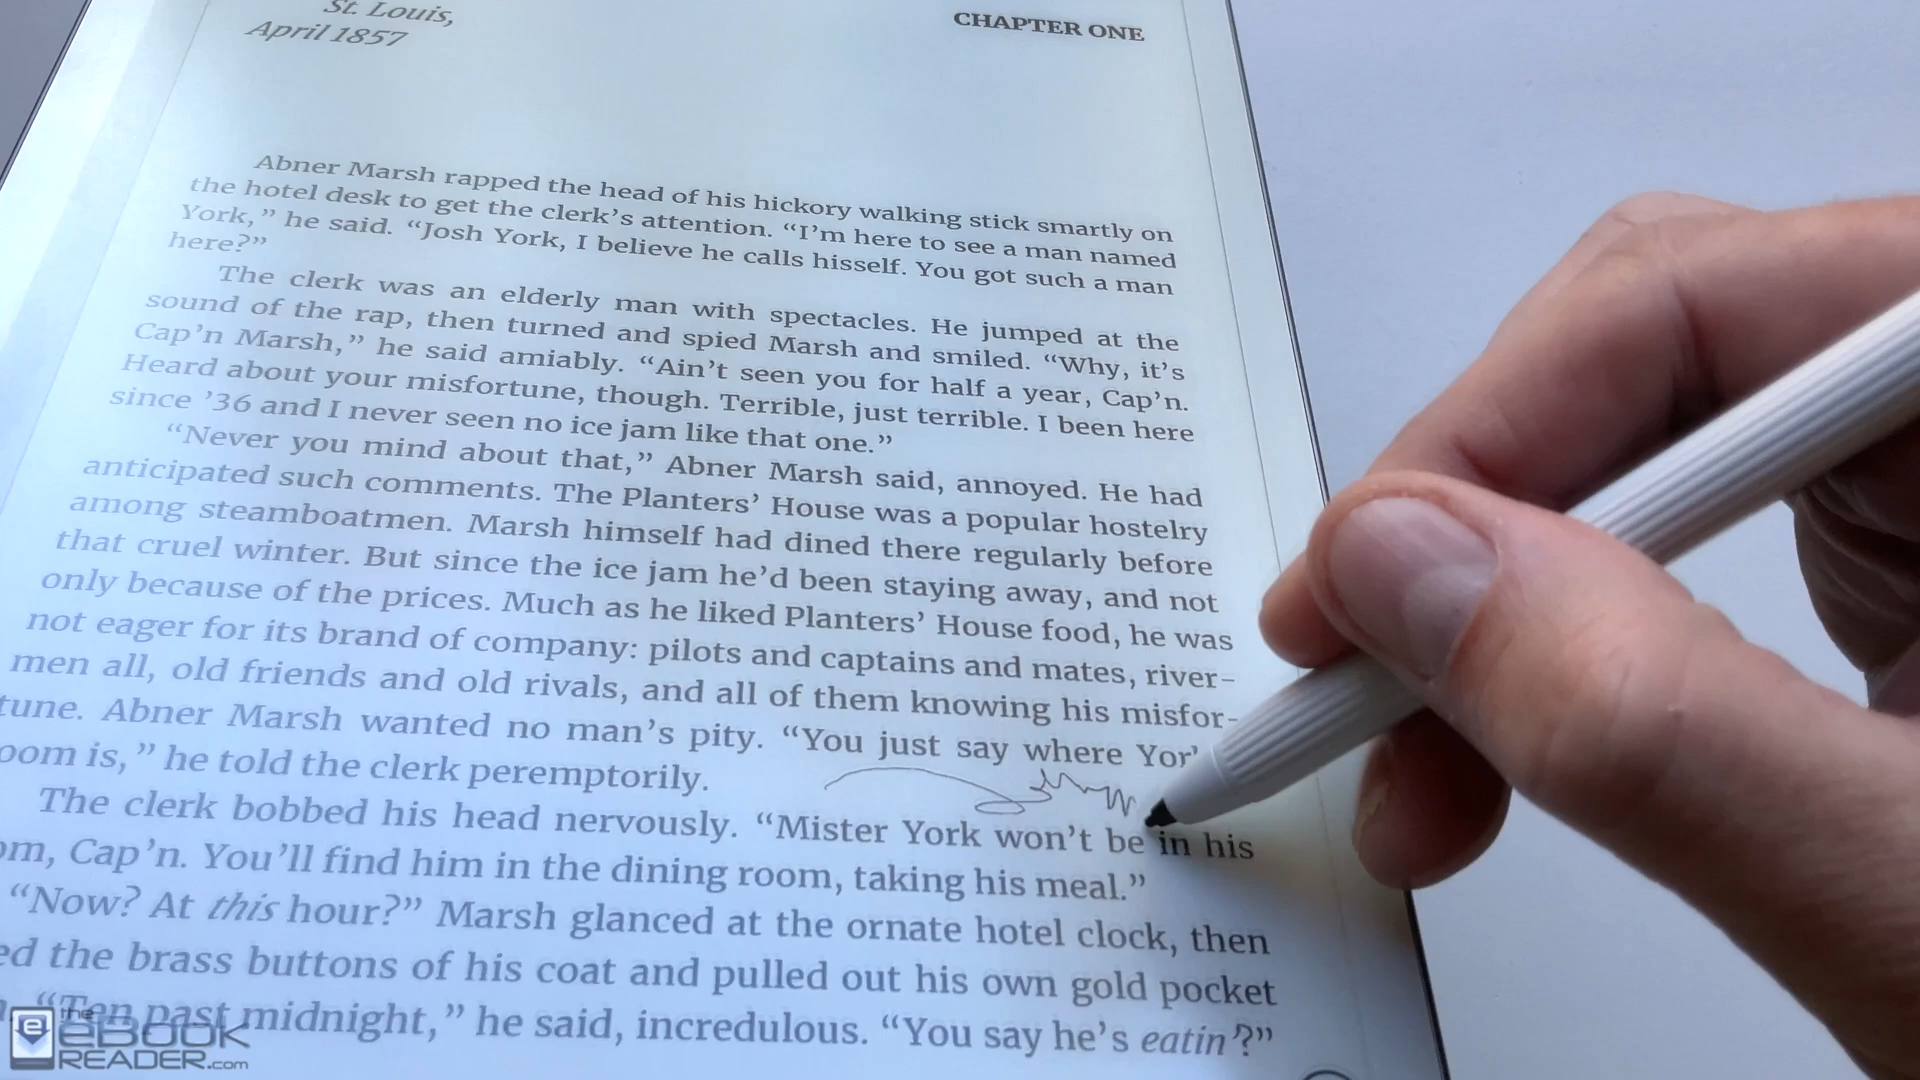 St. Louis,
April 1857
CHAPTER ONE
Abner Marsh rapped the head of his hickory walking stick smartly on
the hotel desk to get the clerk’s attention. “I’m here to see a man named
York,” he said. “Josh York, I believe he calls hisself. You got such a man
here?”
The clerk was an elderly man with spectacles. He jumped at the
sound of the rap, then turned and spied Marsh and smiled. “Why, it’s
Cap’n Marsh,” he said amiably. “Ain’t seen you for half a year, Cap’n.
Heard about your misfortune, though. Terrible, just terrible. I been here
since ’36 and I never seen no ice jam like that one.”
“Never you mind about that,” Abner Marsh said, annoyed. He had
anticipated such comments. The Planters’ House was a popular hostelry
among steamboatmen. Marsh himself had dined there regularly before
that cruel winter. But since the ice jam he’d been staying away, and not
only because of the prices. Much as he liked Planters’ House food, he was
not eager for its brand of company: pilots and captains and mates, river-
men all, old friends and old rivals, and all of them knowing his misfor-
tune. Abner Marsh wanted no man’s pity. “You just say where Yor’
oom is,” he told the clerk peremptorily.
The clerk bobbed his head nervously. “Mister York won’t be in his
om, Cap’n. You’ll find him in the dining room, taking his meal.”
“Now? At this hour?” Marsh glanced at the ornate hotel clock, then
ed the brass buttons of his coat and pulled out his own gold pocket
“Ten past midnight,” he said, incredulous. “You say he’s eatin’?”
the eBOOK
READER.com